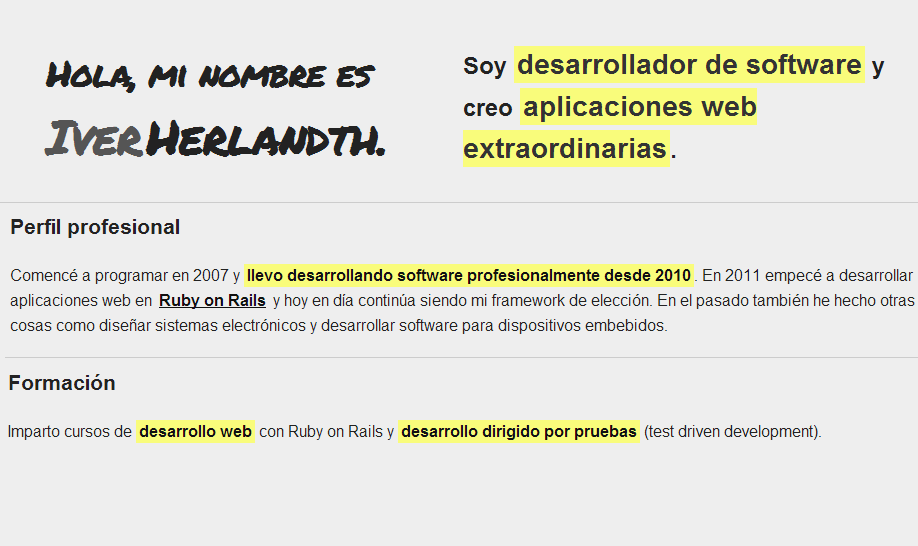 Hola, mi nombre es
Iver Herlandth.
Soy desarrollador de software y
creo aplicaciones web
extraordinarias.
Perfil profesional
Comencé a programar en 2007 y llevo desarrollando software profesionalmente desde 2010. En 2011 empecé a desarrollar
aplicaciones web en Ruby on Rails y hoy en día continúa siendo mi framework de elección. En el pasado también he hecho otras
cosas como diseñar sistemas electrónicos y desarrollar software para dispositivos embebidos.
Formación
Imparto cursos de desarrollo web con Ruby on Rails y desarrollo dirigido por pruebas (test driven development).